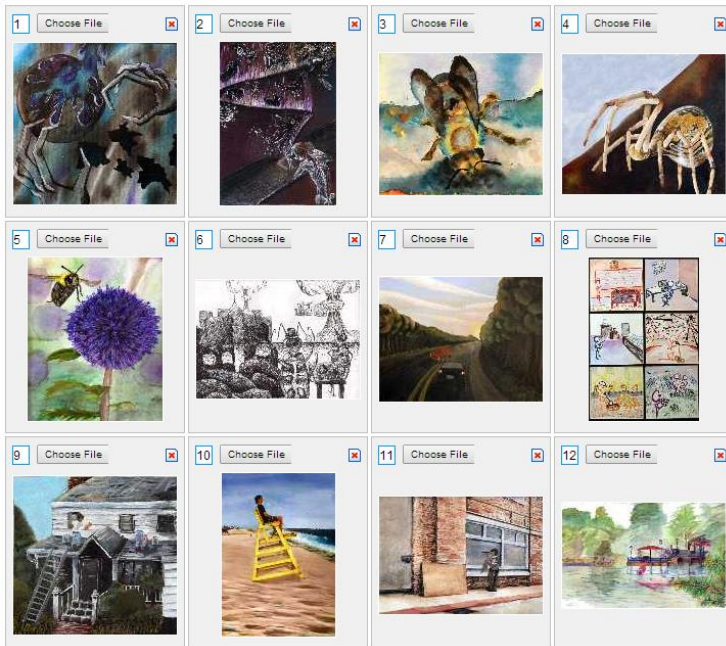 1 Choose File
2 Choose File
3 Choose File
4 Choose File
5 Choose File
6 Choose File
7 Choose File
8 Choose File
9 Choose File
10 Choose File
11 Choose File
12 Choose File